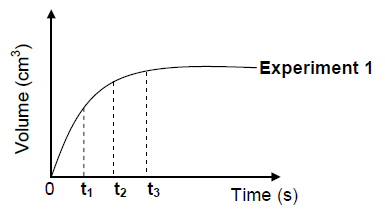 Volume (cm³)
Experiment 1
0 t₁ t₂ t₃ Time (s)